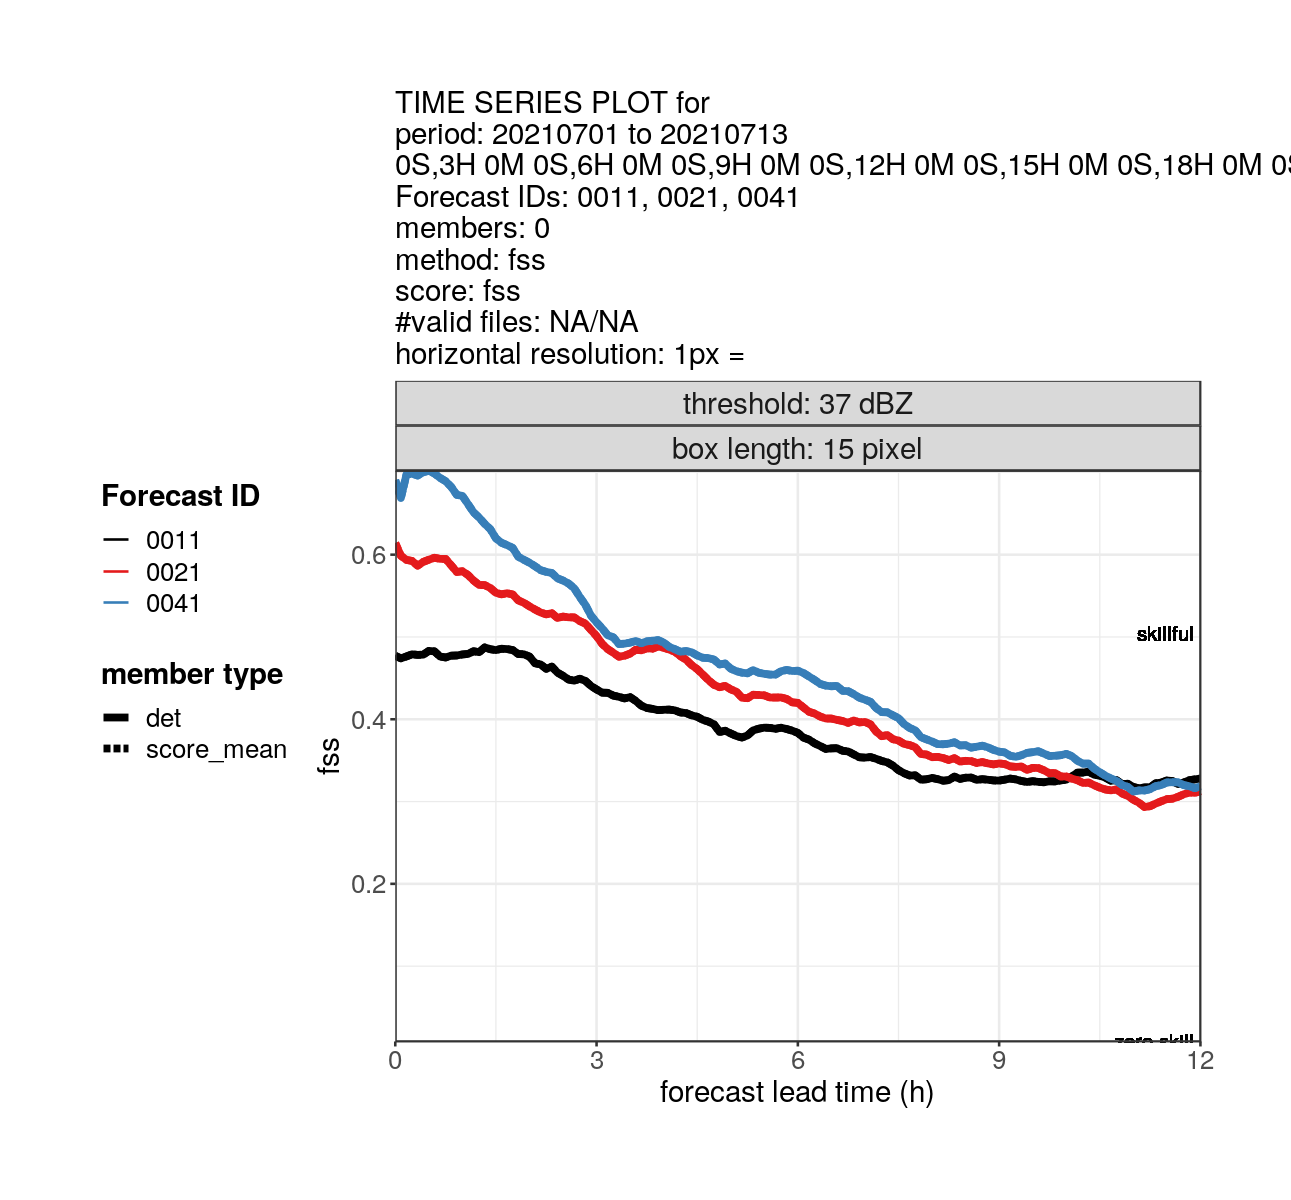 TIME SERIES PLOT for
period: 20210701 to 20210713
0S,3H 0M 0S,6H 0M 0S,9H 0M 0S,12H 0M 0S,15H 0M 0S,18H 0M 0S
Forecast IDs: 0011, 0021, 0041
members: 0
method: fss
score: fss
#valid files: NA/NA
horizontal resolution: 1px =
threshold: 37 dBZ
box length: 15 pixel
Forecast ID
0011
0021
0041
member type
det
score_mean
fss
0.6
0.4
0.2
skillful
zero skill
0
3
6
9
12
forecast lead time (h)